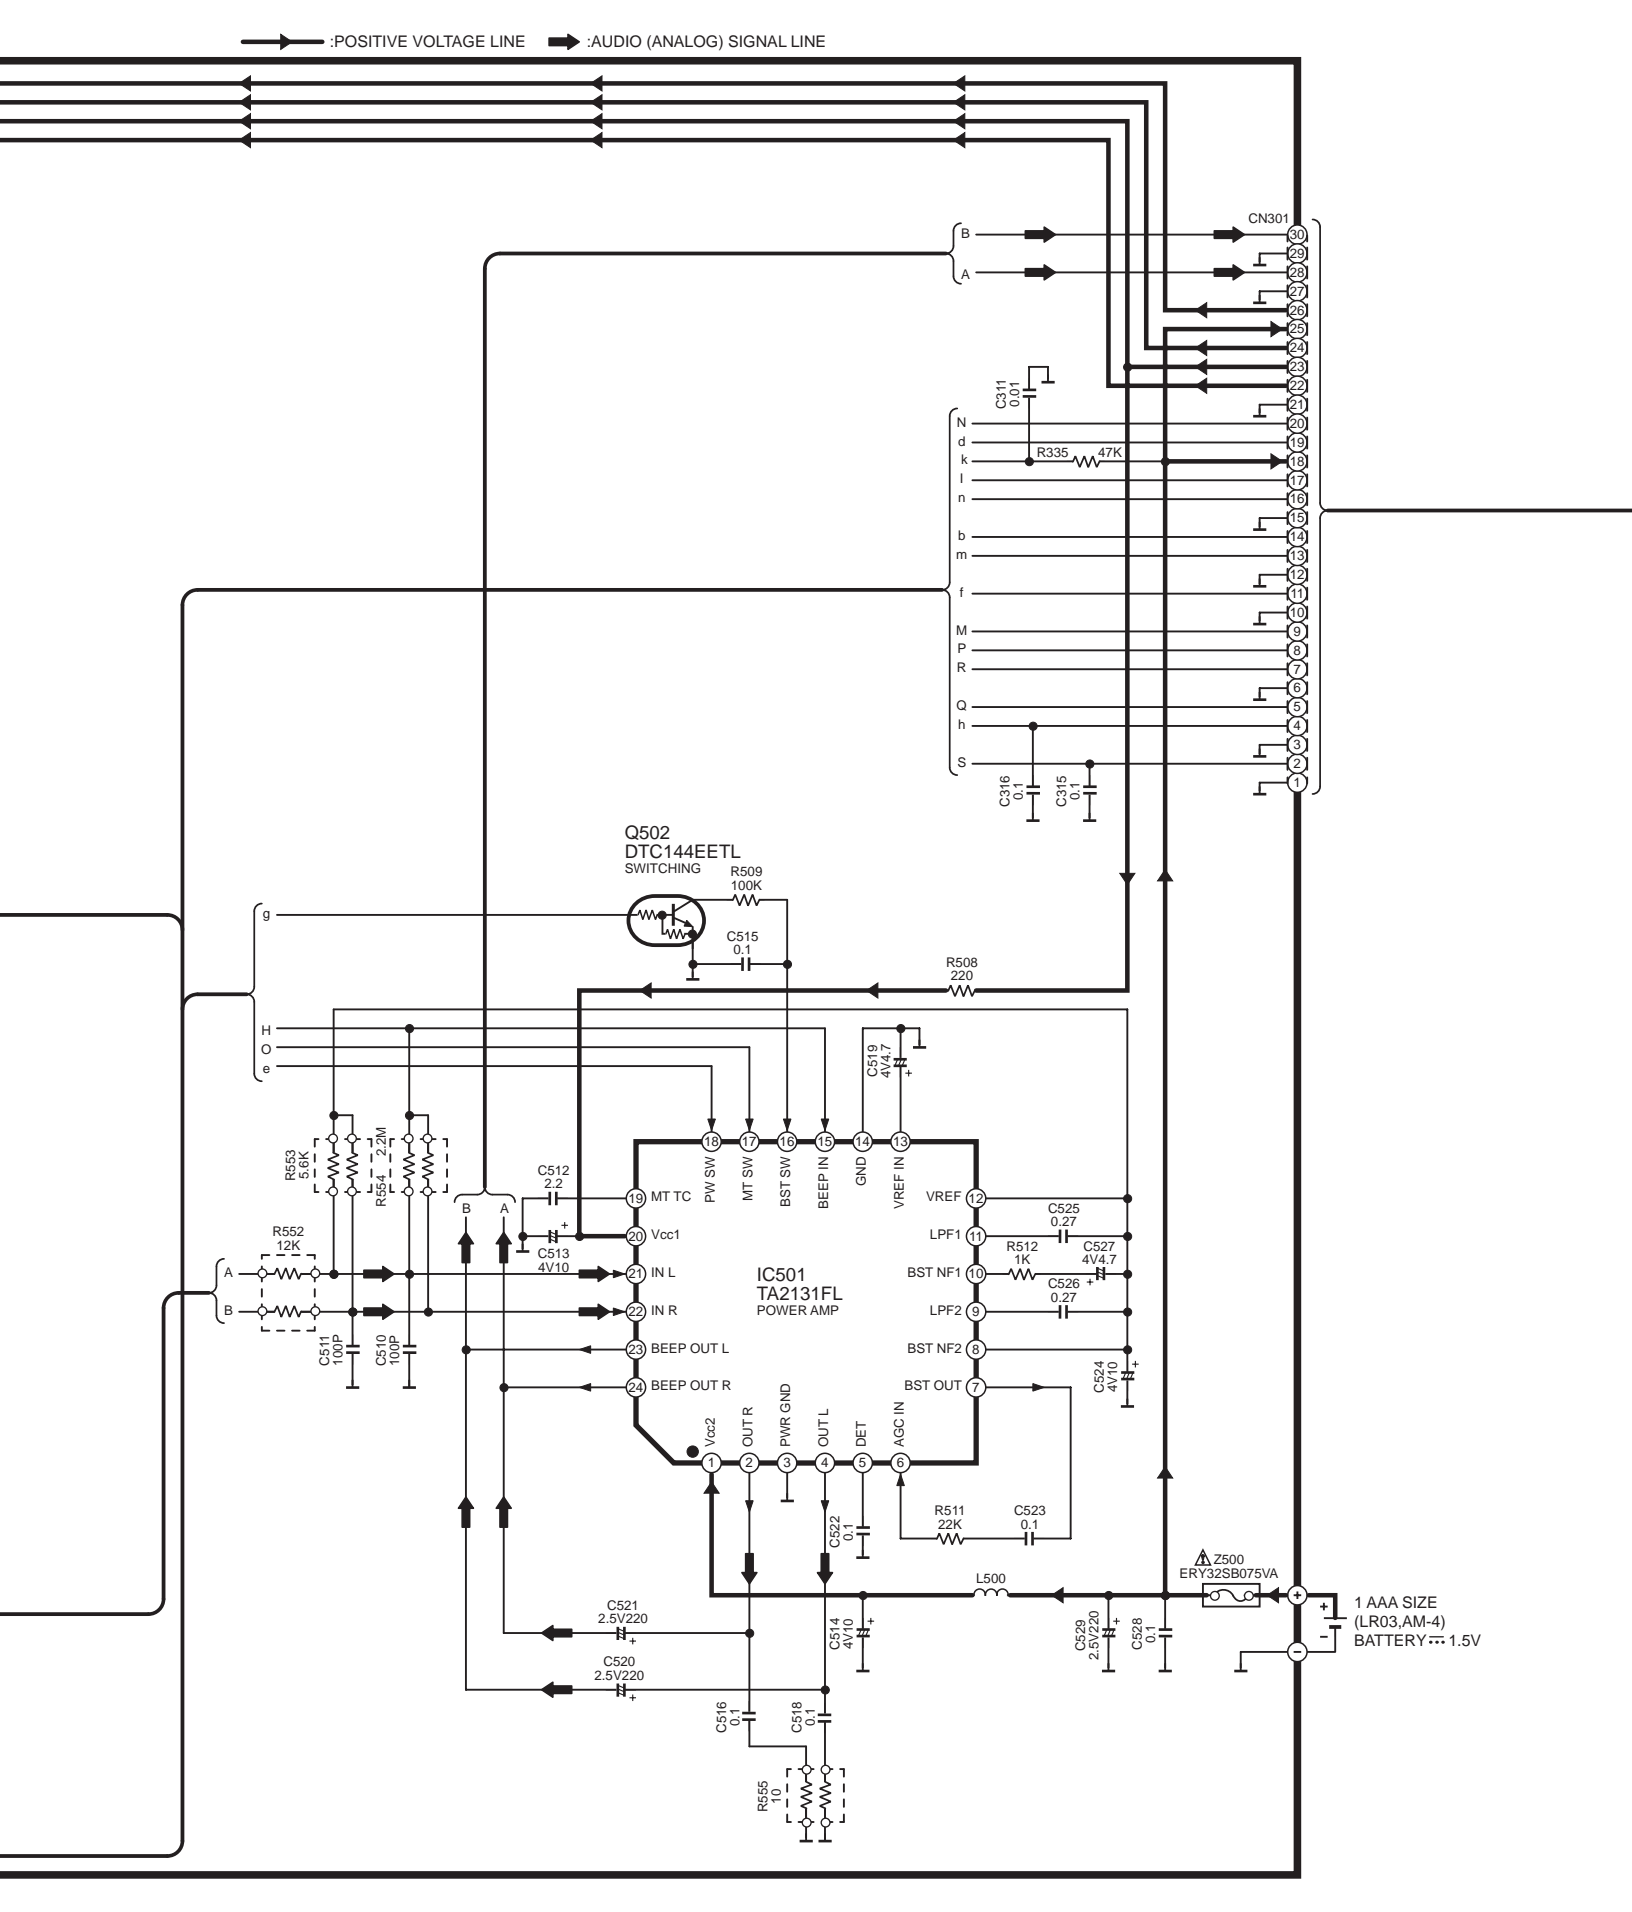 :POSITIVE VOLTAGE LINE :AUDIO (ANALOG) SIGNAL LINE
CN301
B
A
30
29
28
27
26
25
24
23
22
21
20
19
18
17
16
15
14
13
12
11
10
9
8
7
6
5
4
3
2
1
C311
0.01
N
d
k
R335 47K
l
n
b
m
f
M
P
R
Q
h
S
C316
0.1
C315
0.1
Q502
DTC144EETL
SWITCHING
R509
100K
g
C515
0.1
R508
220
H
O
e
C519
4V4.7
+
R553
5.6K
R554 2.2M
C512
2.2
+
C513
4V10
B A
R552
12K
A
B
C511
100P
C510
100P
18 17 16 15 14 13
PW SW
MT SW
BST SW
BEEP IN
GND
VREF IN
19 MT TC
20 Vcc1
21 IN L
22 IN R
23 BEEP OUT L
24 BEEP OUT R
IC501
TA2131FL
POWER AMP
VREF 12
LPF1 11
BST NF1 10
LPF2 9
BST NF2 8
BST OUT 7
C525
0.27
R512
1K
C527
4V4.7
+
C526
0.27
C524
4V10
+
Vcc2
OUT R
PWR GND
OUT L
DET
AGC IN
1 2 3 4 5 6
C522
0.1
R511
22K
C523
0.1
L500
Z500
ERY32SB075VA
+
−
+
−
1 AAA SIZE
(LR03,AM-4)
BATTERY 1.5V
C521
2.5V220
+
C520
2.5V220
+
C514
4V10
+
C529
2.5V220
+
C528
0.1
C516
0.1
C518
0.1
R555
10